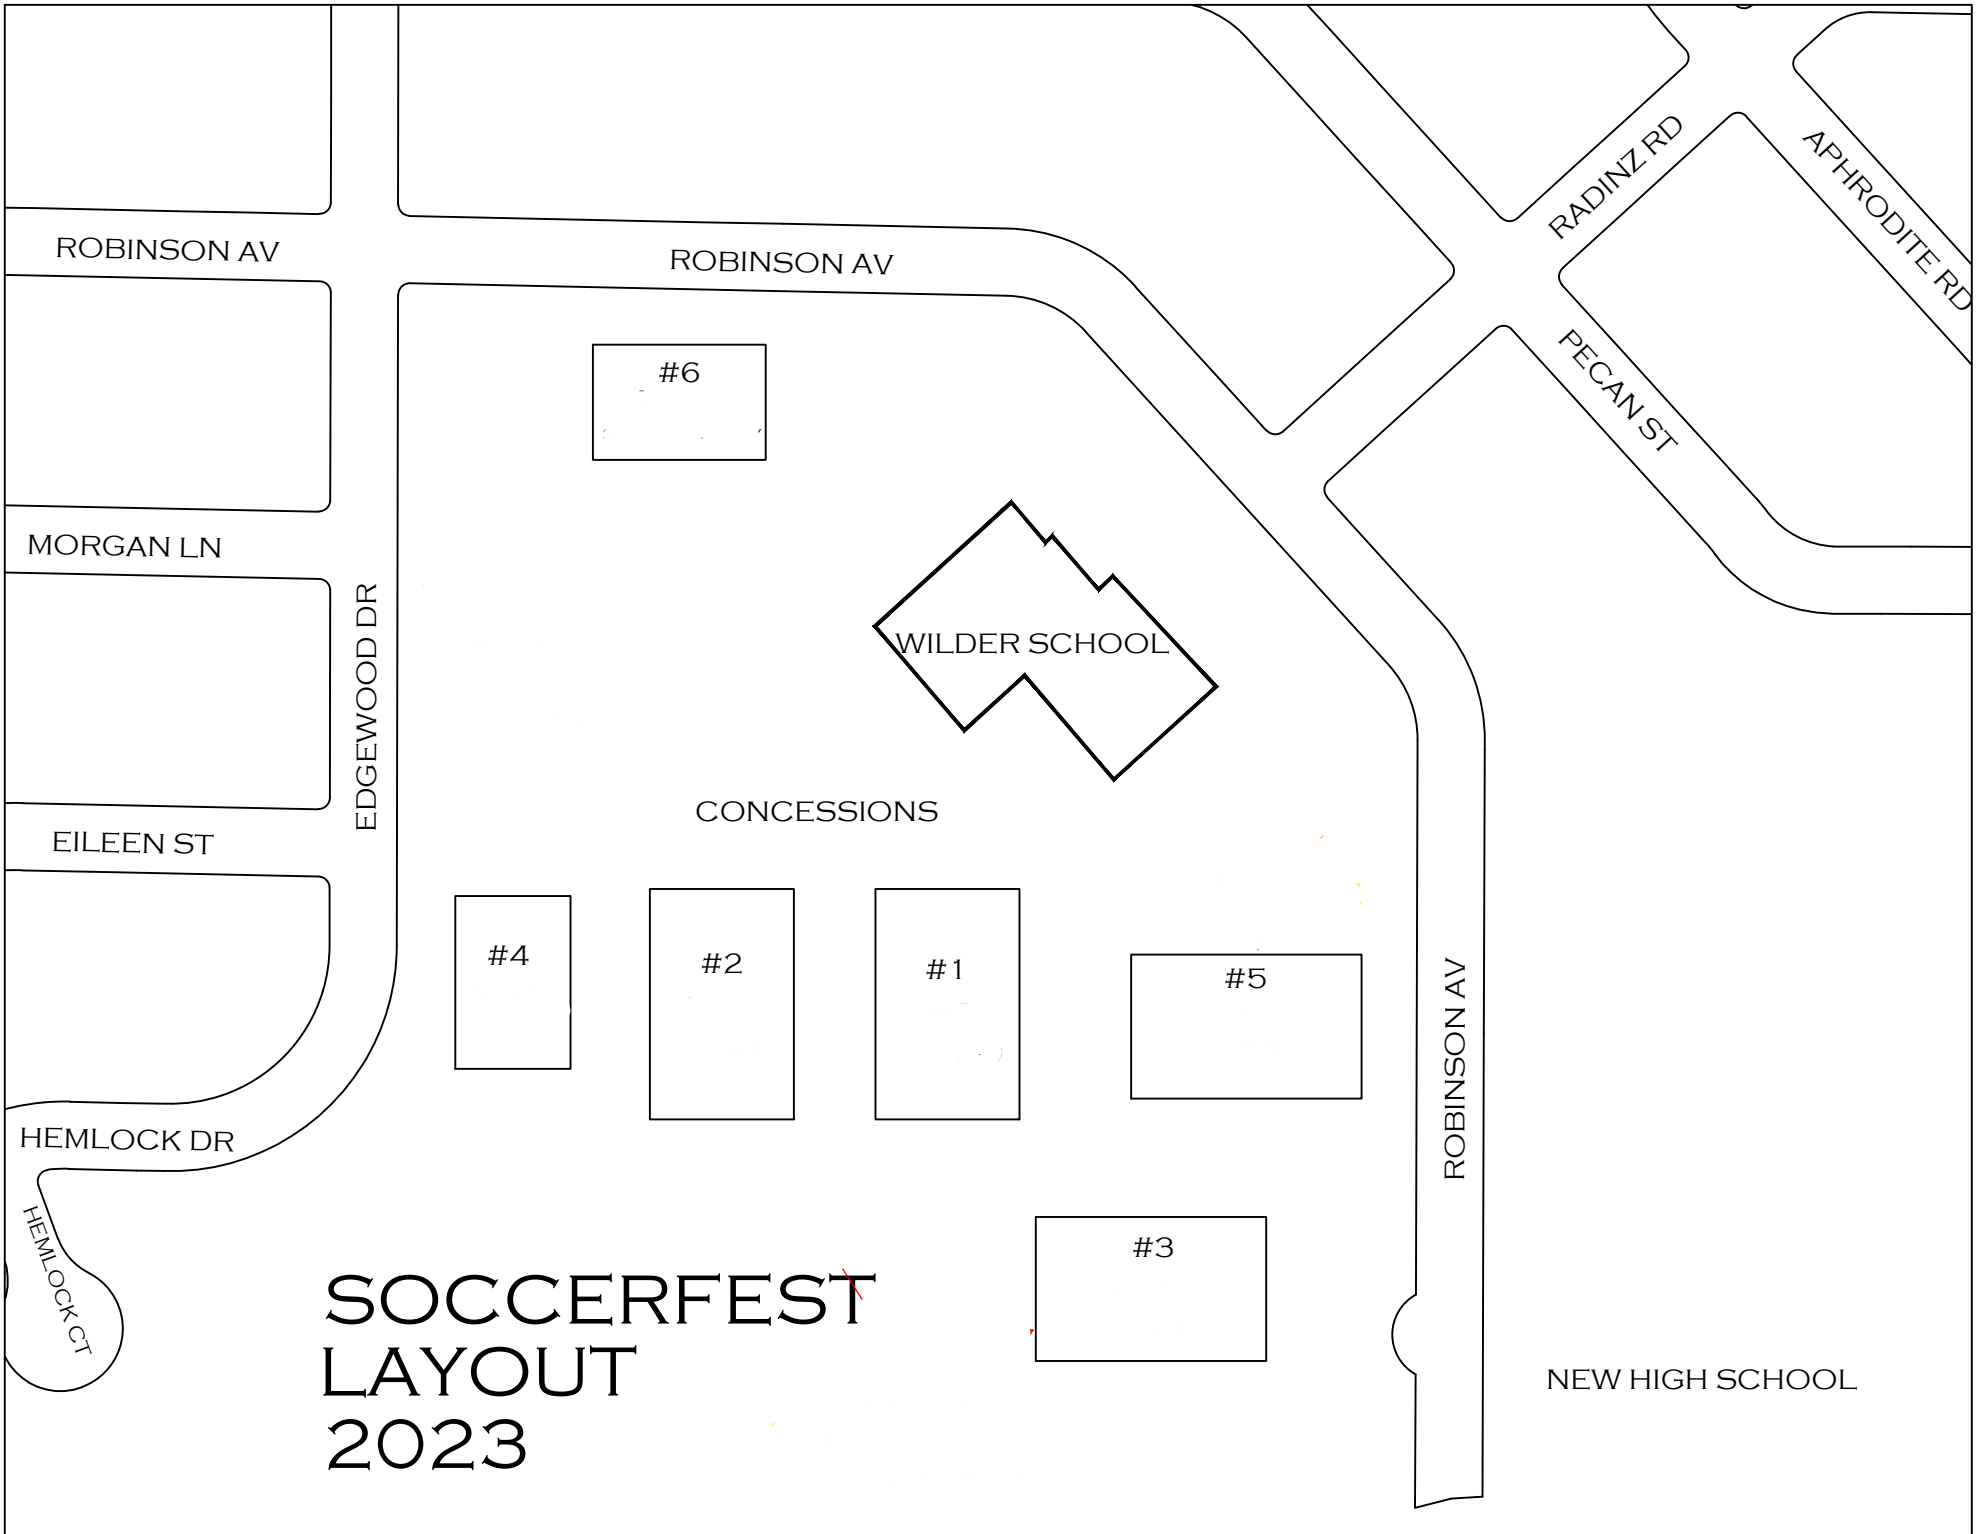 RADINZ RD
APHRODITE RD
ROBINSON AV
ROBINSON AV
#6
PECAN ST
MORGAN LN
EDGEWOOD DR
WILDER SCHOOL
CONCESSIONS
EILEEN ST
#4
#2
#1
#5
ROBINSON AV
HEMLOCK DR
HEMLOCK CT
#3
SOCCERFEST
LAYOUT
2023
NEW HIGH SCHOOL